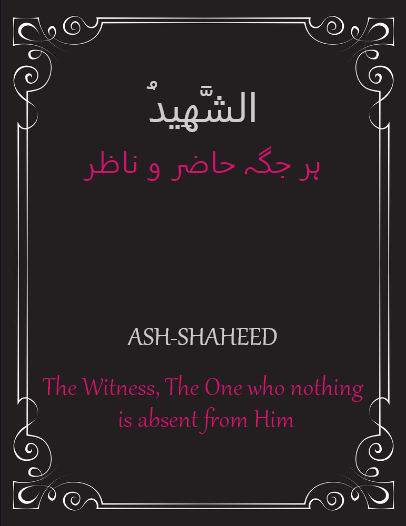 الشَّهِيدُ
ہر جگہ حاضر و ناظر
ASH-SHAHEED
The Witness, The One who nothing
is absent from Him